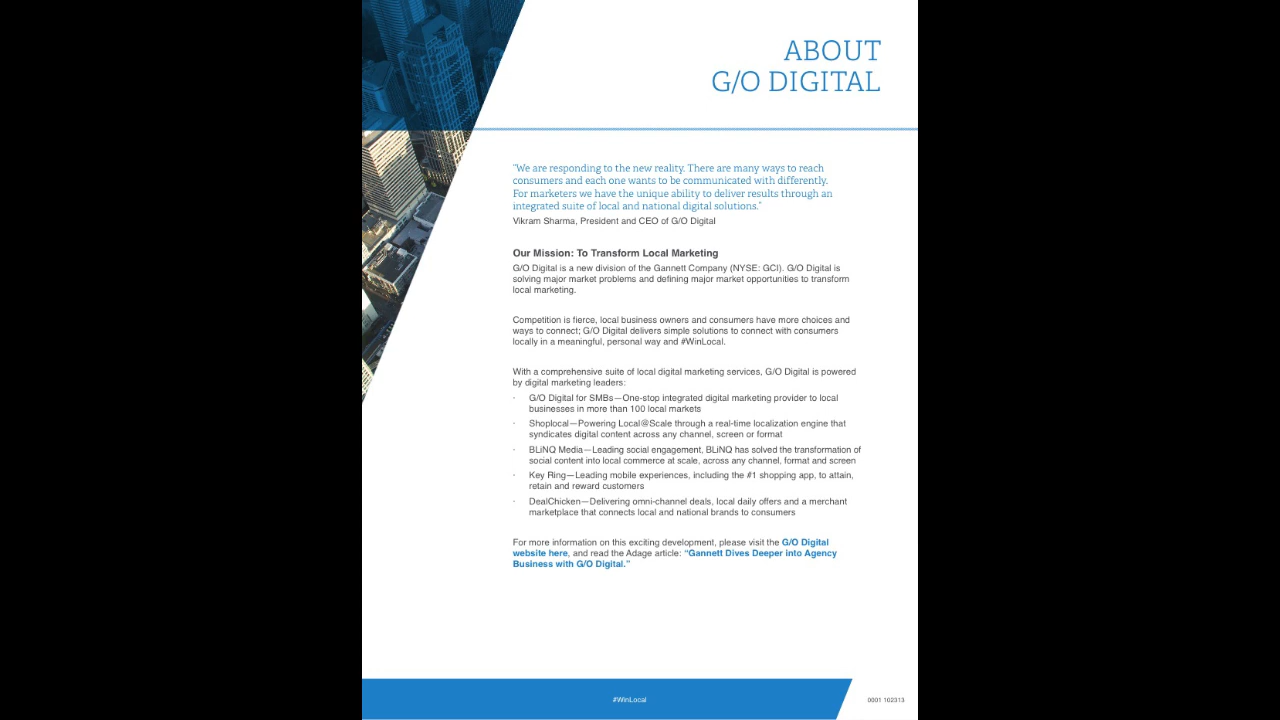 ABOUT
G/O DIGITAL
"We are responding to the new reality. There are many ways to reach
consumers and each one wants to be communicated with differently.
For marketers we have the unique ability to deliver results through an
integrated suite of local and national digital solutions."
Vikram Sharma, President and CEO of G/O Digital
Our Mission: To Transform Local Marketing
G/O Digital is a new division of the Gannett Company (NYSE: GCI). G/O Digital is
solving major market problems and defining major market opportunities to transform
local marketing.
Competition is fierce, local business owners and consumers have more choices and
ways to connect; G/O Digital delivers simple solutions to connect with consumers
locally in a meaningful, personal way and #WinLocal.
With a comprehensive suite of local digital marketing services, G/O Digital is powered
by digital marketing leaders:
· G/O Digital for SMBs—One-stop integrated digital marketing provider to local
businesses in more than 100 local markets
· Shoplocal—Powering Local@Scale through a real-time localization engine that
syndicates digital content across any channel, screen or format
· BLiNQ Media—Leading social engagement, BLiNQ has solved the transformation of
social content into local commerce at scale, across any channel, format and screen
· Key Ring—Leading mobile experiences, including the #1 shopping app, to attain,
retain and reward customers
· DealChicken—Delivering omni-channel deals, local daily offers and a merchant
marketplace that connects local and national brands to consumers
For more information on this exciting development, please visit the G/O Digital
website here, and read the Adage article: "Gannett Dives Deeper into Agency
Business with G/O Digital."
#WinLocal
0001 102313